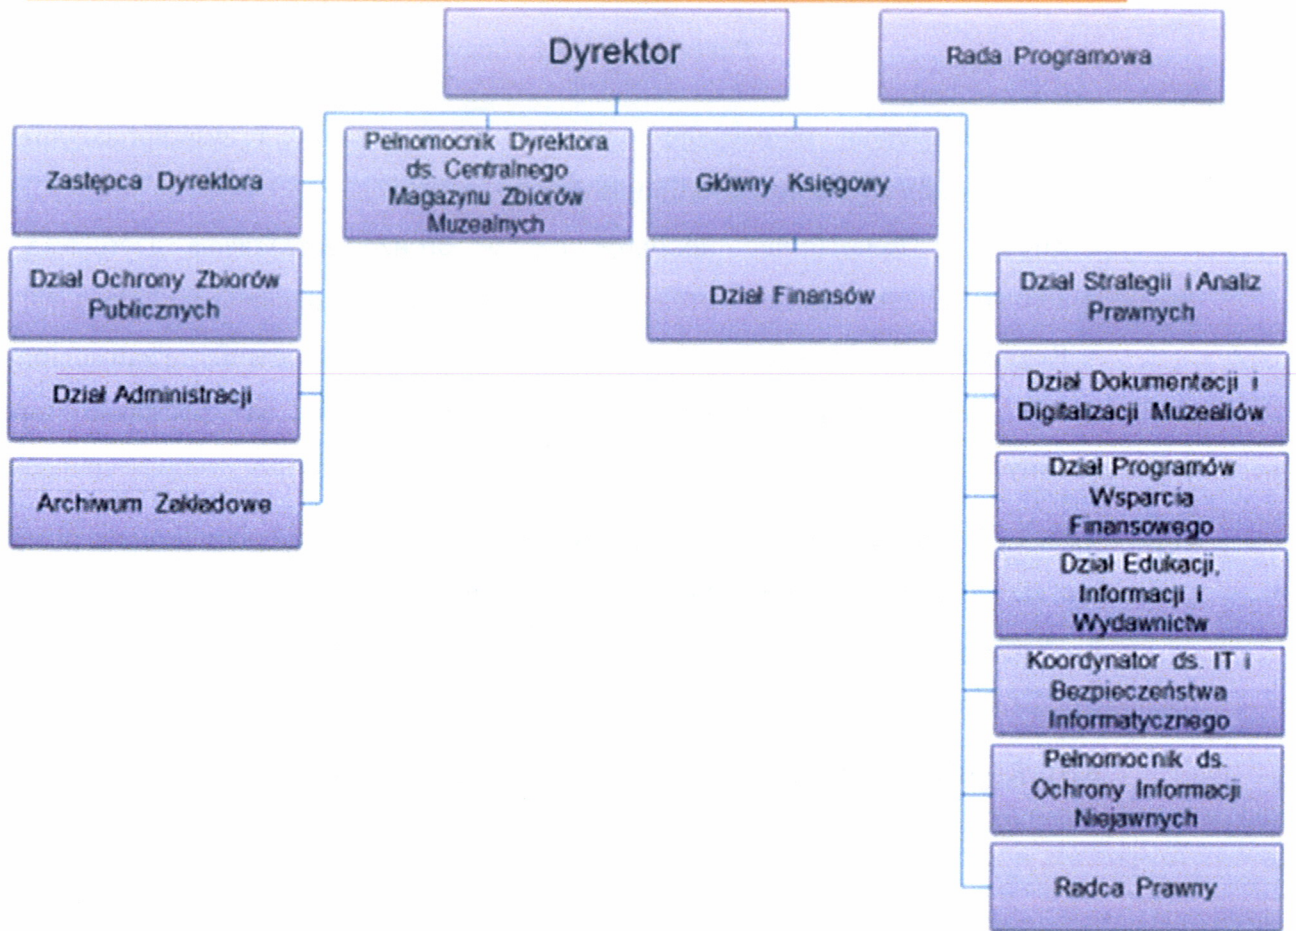 Dyrektor
Rada Programowa
Zastępca Dyrektora
Pełnomocnik Dyrektora
ds. Centralnego
Magazynu Zbiorów
Muzealnych
Główny Księgowy
Dział Ochrony Zbiorów
Publicznych
Dział Finansów
Dział Strategii i Analiz
Prawnych
Dział Administracji
Dział Dokumentacji i
Digitalizacji Muzealiów
Archiwum Zakładowe
Dział Programów
Wsparcia
Finansowego
Dział Edukacji,
Informacji i
Wydawnictw
Koordynator ds. IT i
Bezpieczeństwa
Informatycznego
Pełnomocnik ds.
Ochrony Informacji
Niejawnych
Radca Prawny